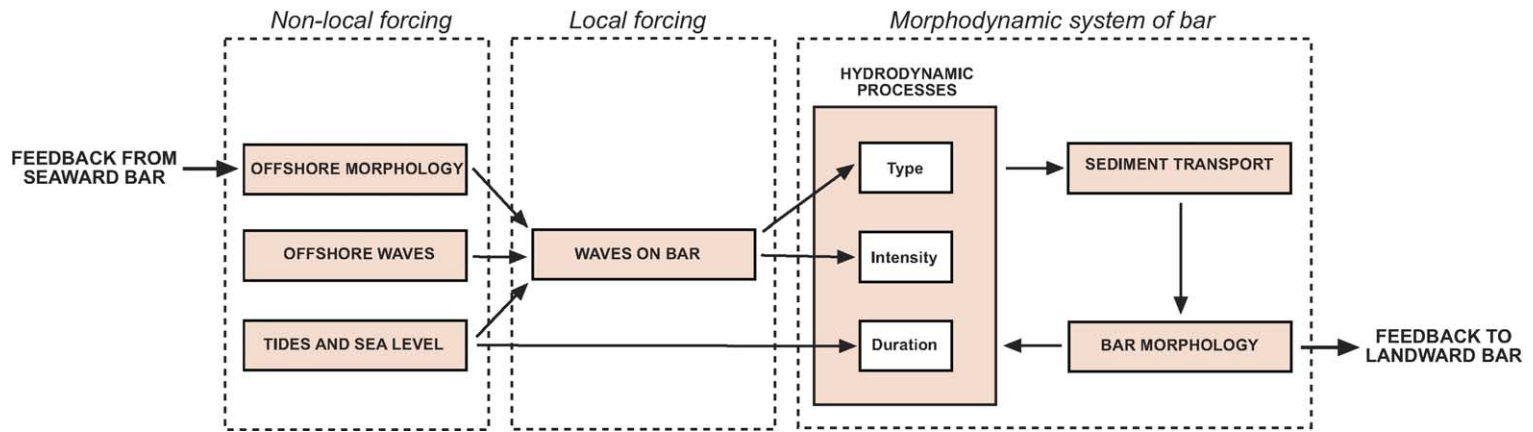 Non-local forcing
Local forcing
Morphodynamic system of bar
HYDRODYNAMIC
PROCESSES
FEEDBACK FROM
SEAWARD BAR
OFFSHORE MORPHOLOGY
Type
SEDIMENT TRANSPORT
OFFSHORE WAVES
WAVES ON BAR
Intensity
TIDES AND SEA LEVEL
Duration
BAR MORPHOLOGY
FEEDBACK TO
LANDWARD BAR